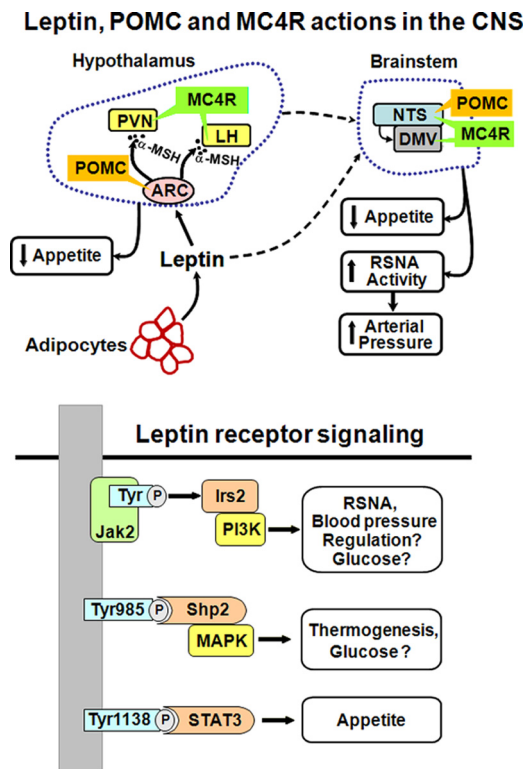 Leptin, POMC and MC4R actions in the CNS
Hypothalamus
Brainstem
MC4R
PVN
α-MSH
LH
α-MSH
POMC
ARC
POMC
NTS
MC4R
DMV
Appetite
Leptin
Adipocytes
Appetite
RSNA
Activity
Arterial
Pressure
Leptin receptor signaling
Tyr
P
Jak2
Irs2
PI3K
RSNA,
Blood pressure
Regulation?
Glucose?
Tyr985
P
Shp2
MAPK
Thermogenesis,
Glucose ?
Tyr1138
P
STAT3
Appetite